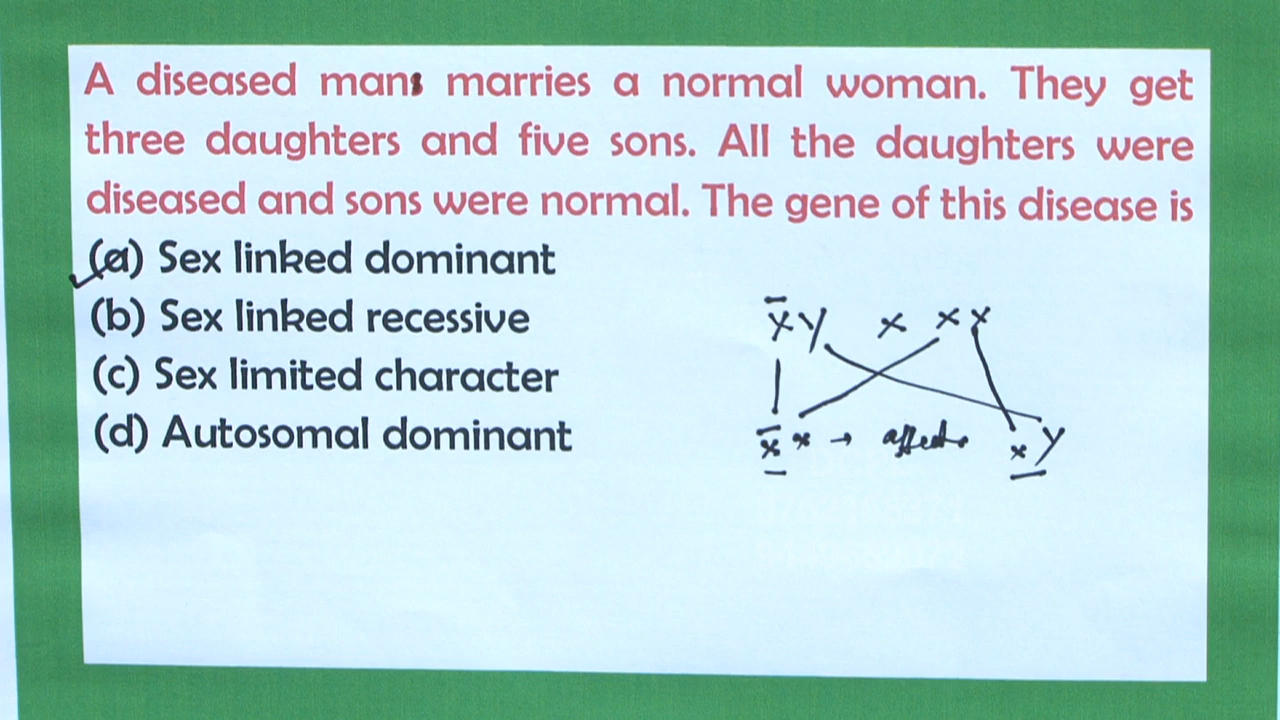 A diseased mans marries a normal woman. They get
three daughters and five sons. All the daughters were
diseased and sons were normal. The gene of this disease is
(a) Sex linked dominant
(b) Sex linked recessive
(c) Sex limited character
(d) Autosomal dominant
X̄ Y × X X
X̄ X → xY